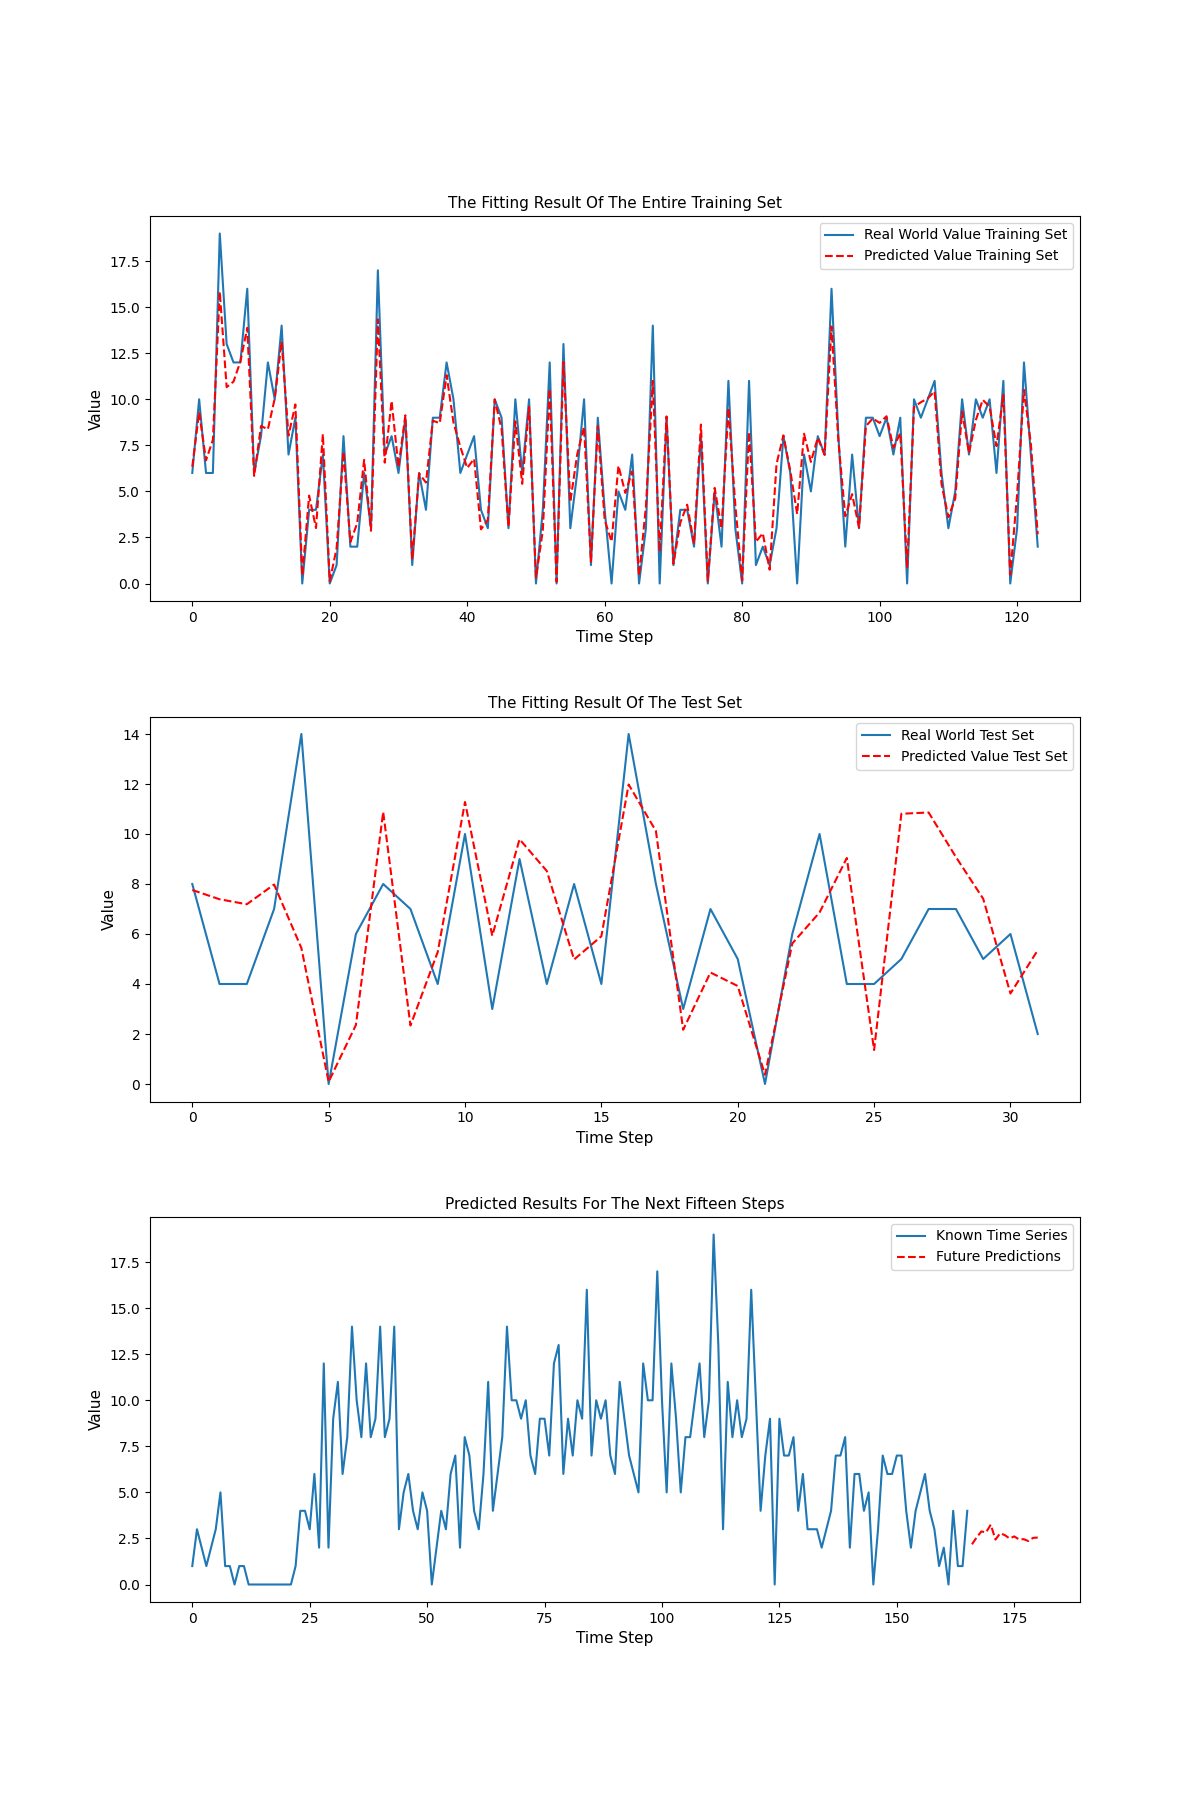 The Fitting Result Of The Entire Training Set
Real World Value Training Set
Predicted Value Training Set
Value
17.5
15.0
12.5
10.0
7.5
5.0
2.5
0.0
0 20 40 60 80 100 120
Time Step
The Fitting Result Of The Test Set
Real World Test Set
Predicted Value Test Set
Value
14
12
10
8
6
4
2
0
0 5 10 15 20 25 30
Time Step
Predicted Results For The Next Fifteen Steps
Known Time Series
Future Predictions
Value
17.5
15.0
12.5
10.0
7.5
5.0
2.5
0.0
0 25 50 75 100 125 150 175
Time Step